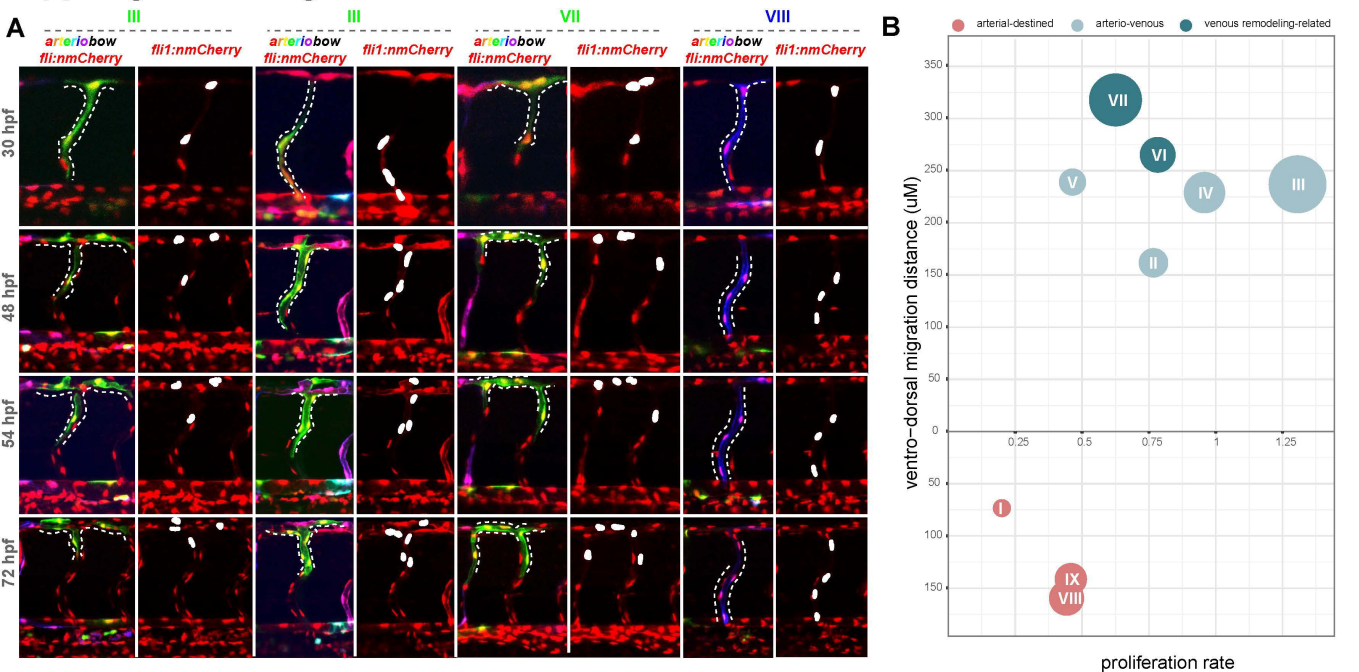 A
III
III
VII
VIII
arteriobow
fli:nmCherry
fli1:nmCherry
arteriobow
fli:nmCherry
fli1:nmCherry
arteriobow
fli:nmCherry
fli1:nmCherry
arteriobow
fli:nmCherry
fli1:nmCherry
30 hpf
48 hpf
54 hpf
72 hpf
B
arterial-destined
arterio-venous
venous remodeling-related
ventro-dorsal migration distance (uM)
350
300
250
200
150
100
50
0
50
100
150
0.25
0.5
0.75
1
1.25
VII
VI
V
IV
III
II
I
IX
VIII
proliferation rate